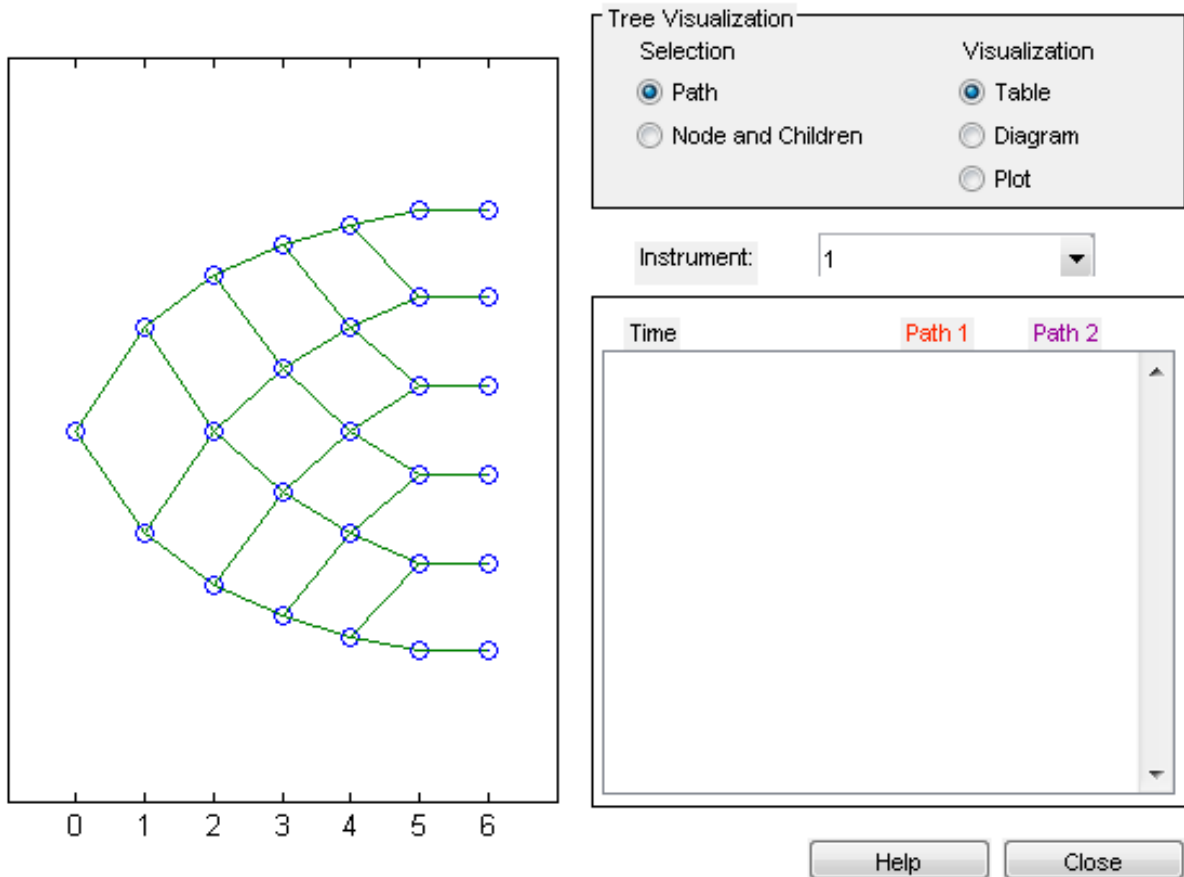 Tree Visualization
Selection Visualization
Path Table
Node and Children Diagram
Plot
Instrument: 1
Time Path 1 Path 2
0 1 2 3 4 5 6
Help Close